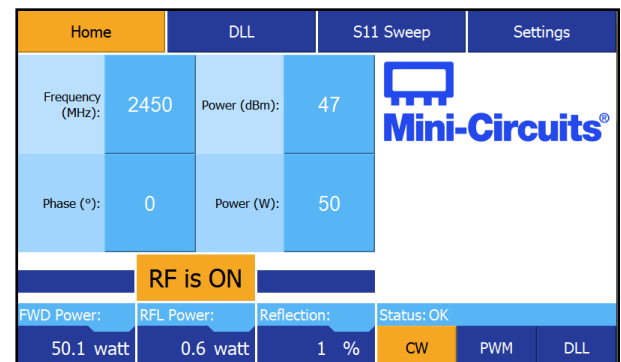 Home DLL S11 Sweep Settings
Frequency
(MHz): 2450 Power (dBm): 47
Mini-Circuits®
Phase (°): 0 Power (W): 50
RF is ON
FWD Power: RFL Power: Reflection: Status: OK
50.1 watt 0.6 watt 1 % CW PWM DLL